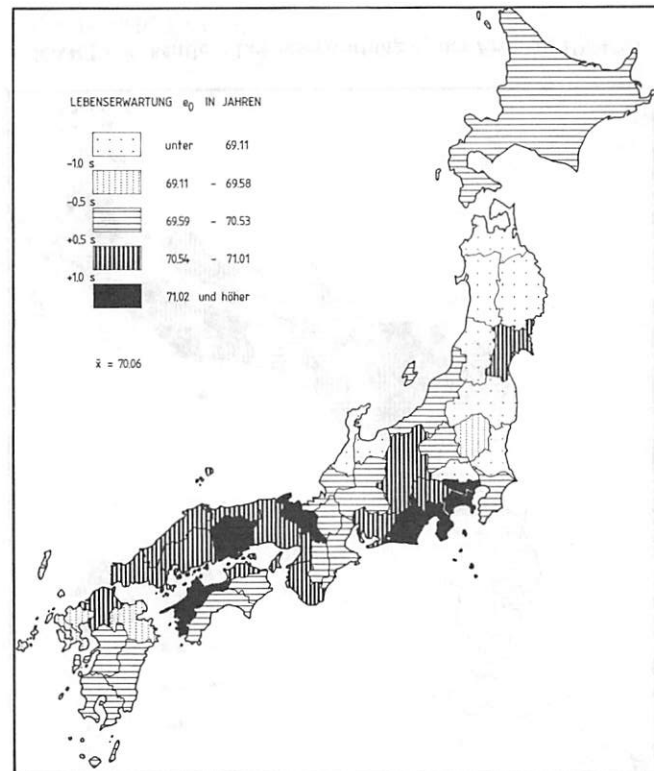 LEBENSERWARTUNG e0 IN JAHREN
unter 69.11
-1.0 s
69.11 - 69.58
-0.5 s
69.59 - 70.53
+0.5 s
70.54 - 71.01
+1.0 s
71.02 und höher
x̄ = 70.06